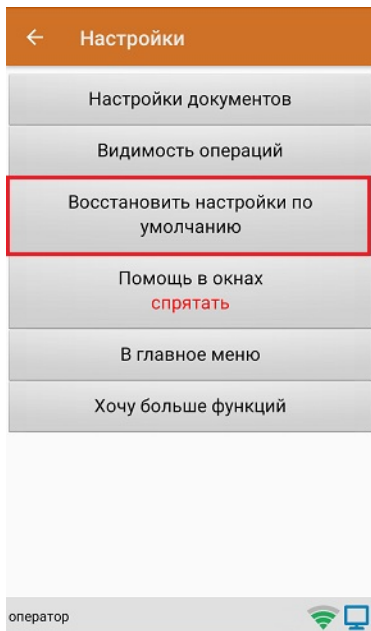 Настройки
Настройки документов
Видимость операций
Восстановить настройки по
умолчанию
Помощь в окнах
спрятать
В главное меню
Хочу больше функций
оператор